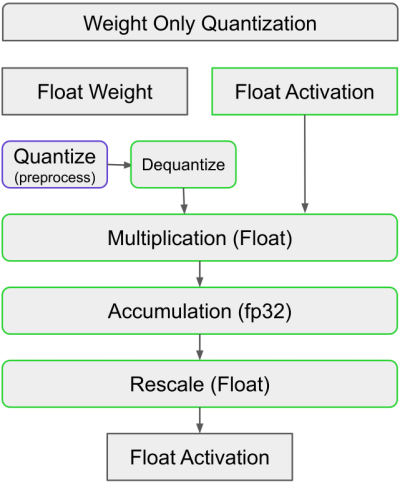 Weight Only Quantization
Float Weight
Float Activation
Quantize
(preprocess)
Dequantize
Multiplication (Float)
Accumulation (fp32)
Rescale (Float)
Float Activation